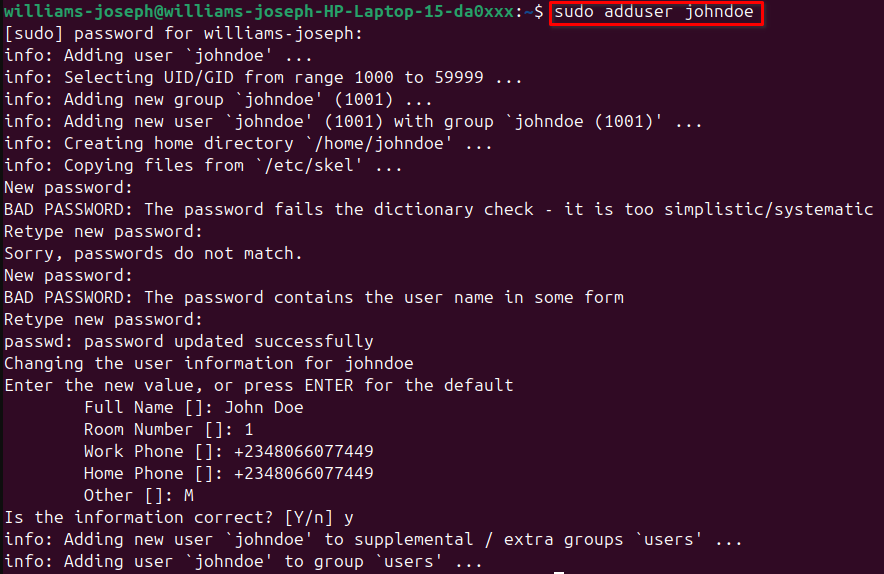 williams-joseph@williams-joseph-HP-Laptop-15-da0xxx:~$ sudo adduser johndoe
[sudo] password for williams-joseph:
info: Adding user `johndoe' ...
info: Selecting UID/GID from range 1000 to 59999 ...
info: Adding new group `johndoe' (1001) ...
info: Adding new user `johndoe' (1001) with group `johndoe (1001)' ...
info: Creating home directory `/home/johndoe' ...
info: Copying files from `/etc/skel' ...
New password:
BAD PASSWORD: The password fails the dictionary check - it is too simplistic/systematic
Retype new password:
Sorry, passwords do not match.
New password:
BAD PASSWORD: The password contains the user name in some form
Retype new password:
passwd: password updated successfully
Changing the user information for johndoe
Enter the new value, or press ENTER for the default
        Full Name []: John Doe
        Room Number []: 1
        Work Phone []: +2348066077449
        Home Phone []: +2348066077449
        Other []: M
Is the information correct? [Y/n] y
info: Adding new user `johndoe' to supplemental / extra groups `users' ...
info: Adding user `johndoe' to group `users' ...